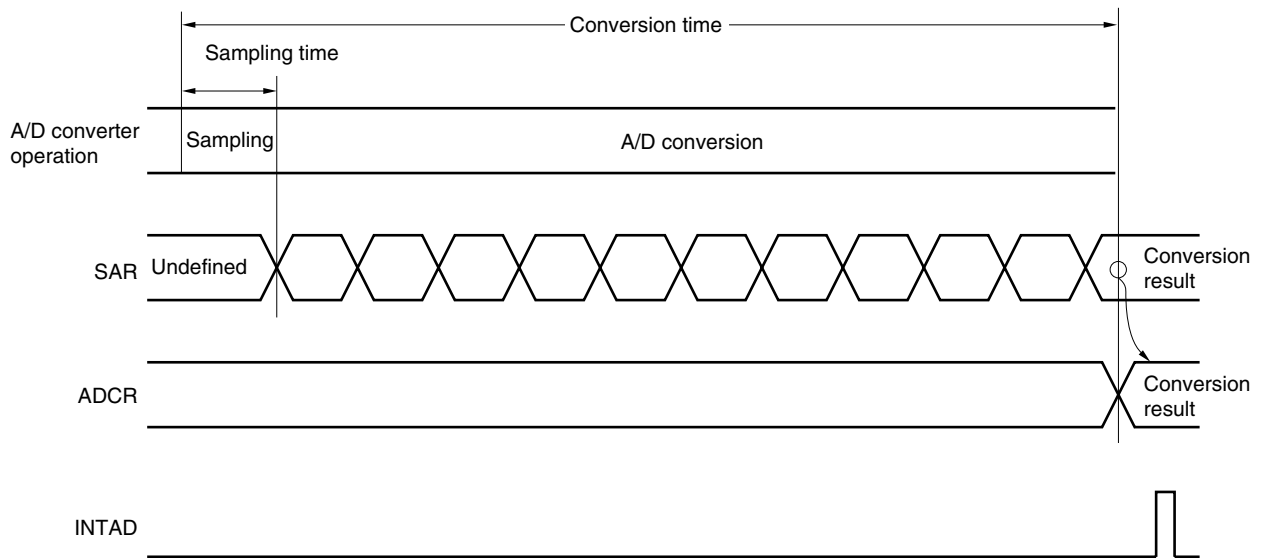 Conversion time
Sampling time
A/D converter
operation
Sampling
A/D conversion
SAR
Undefined
Conversion
result
ADCR
Conversion
result
INTAD